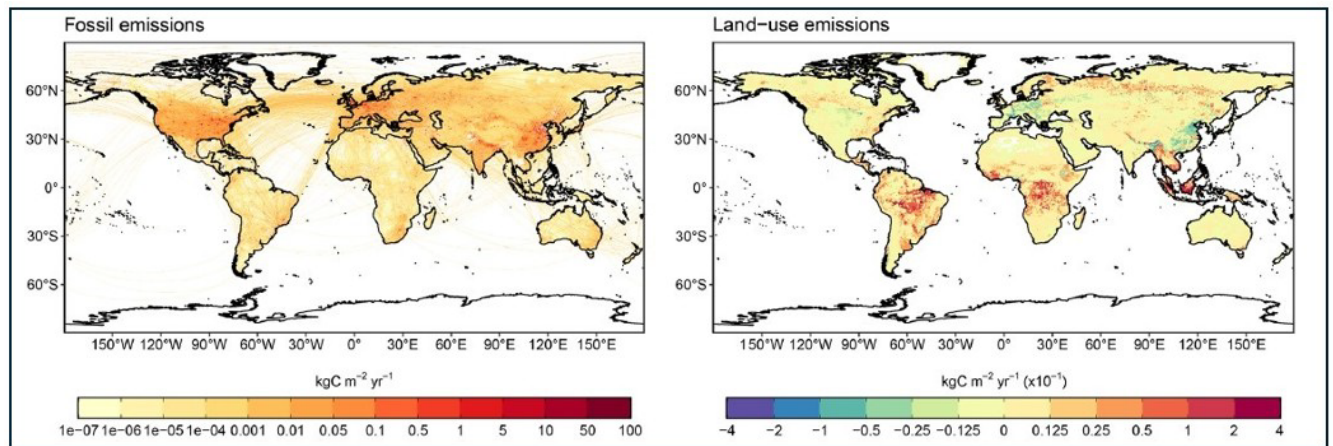 Fossil emissions
60°N
30°N
0°
30°S
60°S
150°W 120°W 90°W 60°W 30°W 0° 30°E 60°E 90°E 120°E 150°E
kgC m⁻² yr⁻¹
1e−07 1e−06 1e−05 1e−04 0.001 0.01 0.05 0.1 0.5 1 5 10 50 100
Land−use emissions
60°N
30°N
0°
30°S
60°S
150°W 120°W 90°W 60°W 30°W 0° 30°E 60°E 90°E 120°E 150°E
kgC m⁻² yr⁻¹ (x10⁻¹)
−4 −2 −1 −0.5 −0.25 −0.125 0 0.125 0.25 0.5 1 2 4